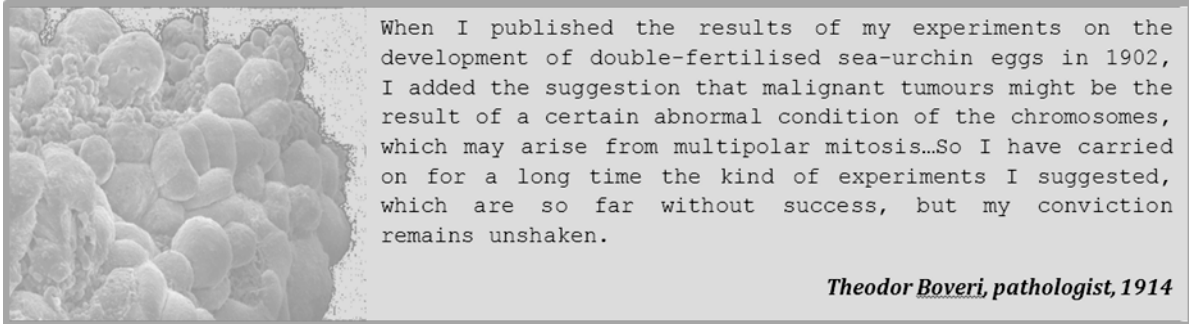 When I published the results of my experiments on the
development of double-fertilised sea-urchin eggs in 1902,
I added the suggestion that malignant tumours might be the
result of a certain abnormal condition of the chromosomes,
which may arise from multipolar mitosis…So I have carried
on for a long time the kind of experiments I suggested,
which are so far without success, but my conviction
remains unshaken.
Theodor Boveri, pathologist, 1914